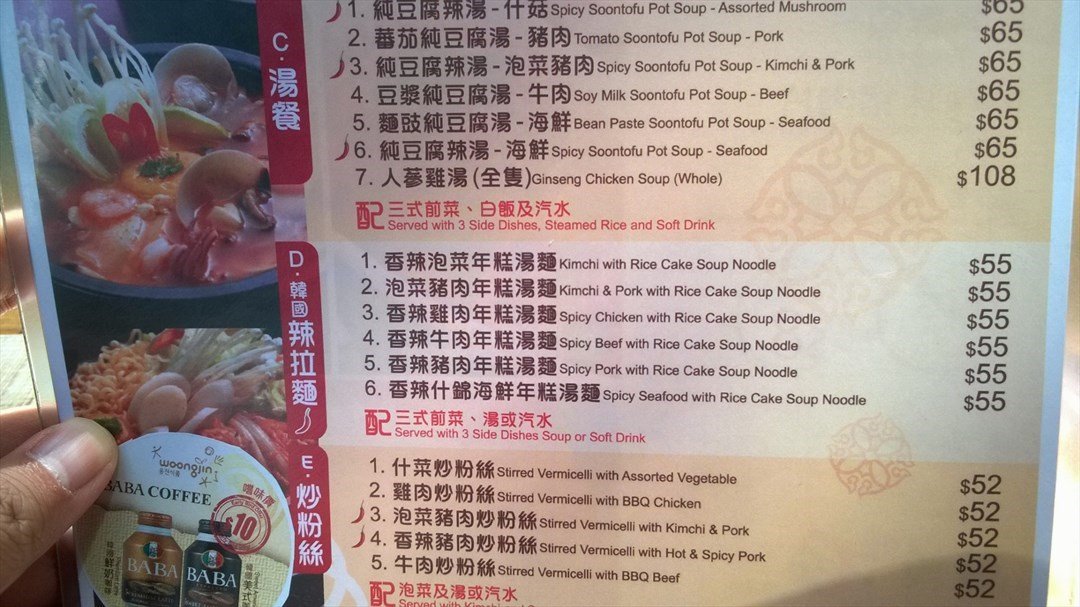 C.湯餐
1. 純豆腐辣湯-什菇 Spicy Soontofu Pot Soup - Assorted Mushroom $65
2. 蕃茄純豆腐湯-豬肉 Tomato Soontofu Pot Soup - Pork $65
3. 純豆腐辣湯-泡菜豬肉 Spicy Soontofu Pot Soup - Kimchi & Pork $65
4. 豆漿純豆腐湯-牛肉 Soy Milk Soontofu Pot Soup - Beef $65
5. 麵豉純豆腐湯-海鮮 Bean Paste Soontofu Pot Soup - Seafood $65
6. 純豆腐辣湯-海鮮 Spicy Soontofu Pot Soup - Seafood $65
7. 人蔘雞湯(全隻) Ginseng Chicken Soup (Whole) $108
配 三式前菜、白飯及汽水
Served with 3 Side Dishes, Steamed Rice and Soft Drink
D.韓國辣拉麵
1. 香辣泡菜年糕湯麵 Kimchi with Rice Cake Soup Noodle $55
2. 泡菜豬肉年糕湯麵 Kimchi & Pork with Rice Cake Soup Noodle $55
3. 香辣雞肉年糕湯麵 Spicy Chicken with Rice Cake Soup Noodle $55
4. 香辣牛肉年糕湯麵 Spicy Beef with Rice Cake Soup Noodle $55
5. 香辣豬肉年糕湯麵 Spicy Pork with Rice Cake Soup Noodle $55
6. 香辣什錦海鮮年糕湯麵 Spicy Seafood with Rice Cake Soup Noodle $55
配 三式前菜、湯或汽水
Served with 3 Side Dishes Soup or Soft Drink
E.炒粉絲
1. 什菜炒粉絲 Stirred Vermicelli with Assorted Vegetable $52
2. 雞肉炒粉絲 Stirred Vermicelli with BBQ Chicken $52
3. 泡菜豬肉炒粉絲 Stirred Vermicelli with Kimchi & Pork $52
4. 香辣豬肉炒粉絲 Stirred Vermicelli with Hot & Spicy Pork $52
5. 牛肉炒粉絲 Stirred Vermicelli with BBQ Beef $52
配 泡菜及湯或汽水
Served with Kimchi
woongjin
웅진식품
BABA COFFEE
嚐味價
$10
BABA
BABA